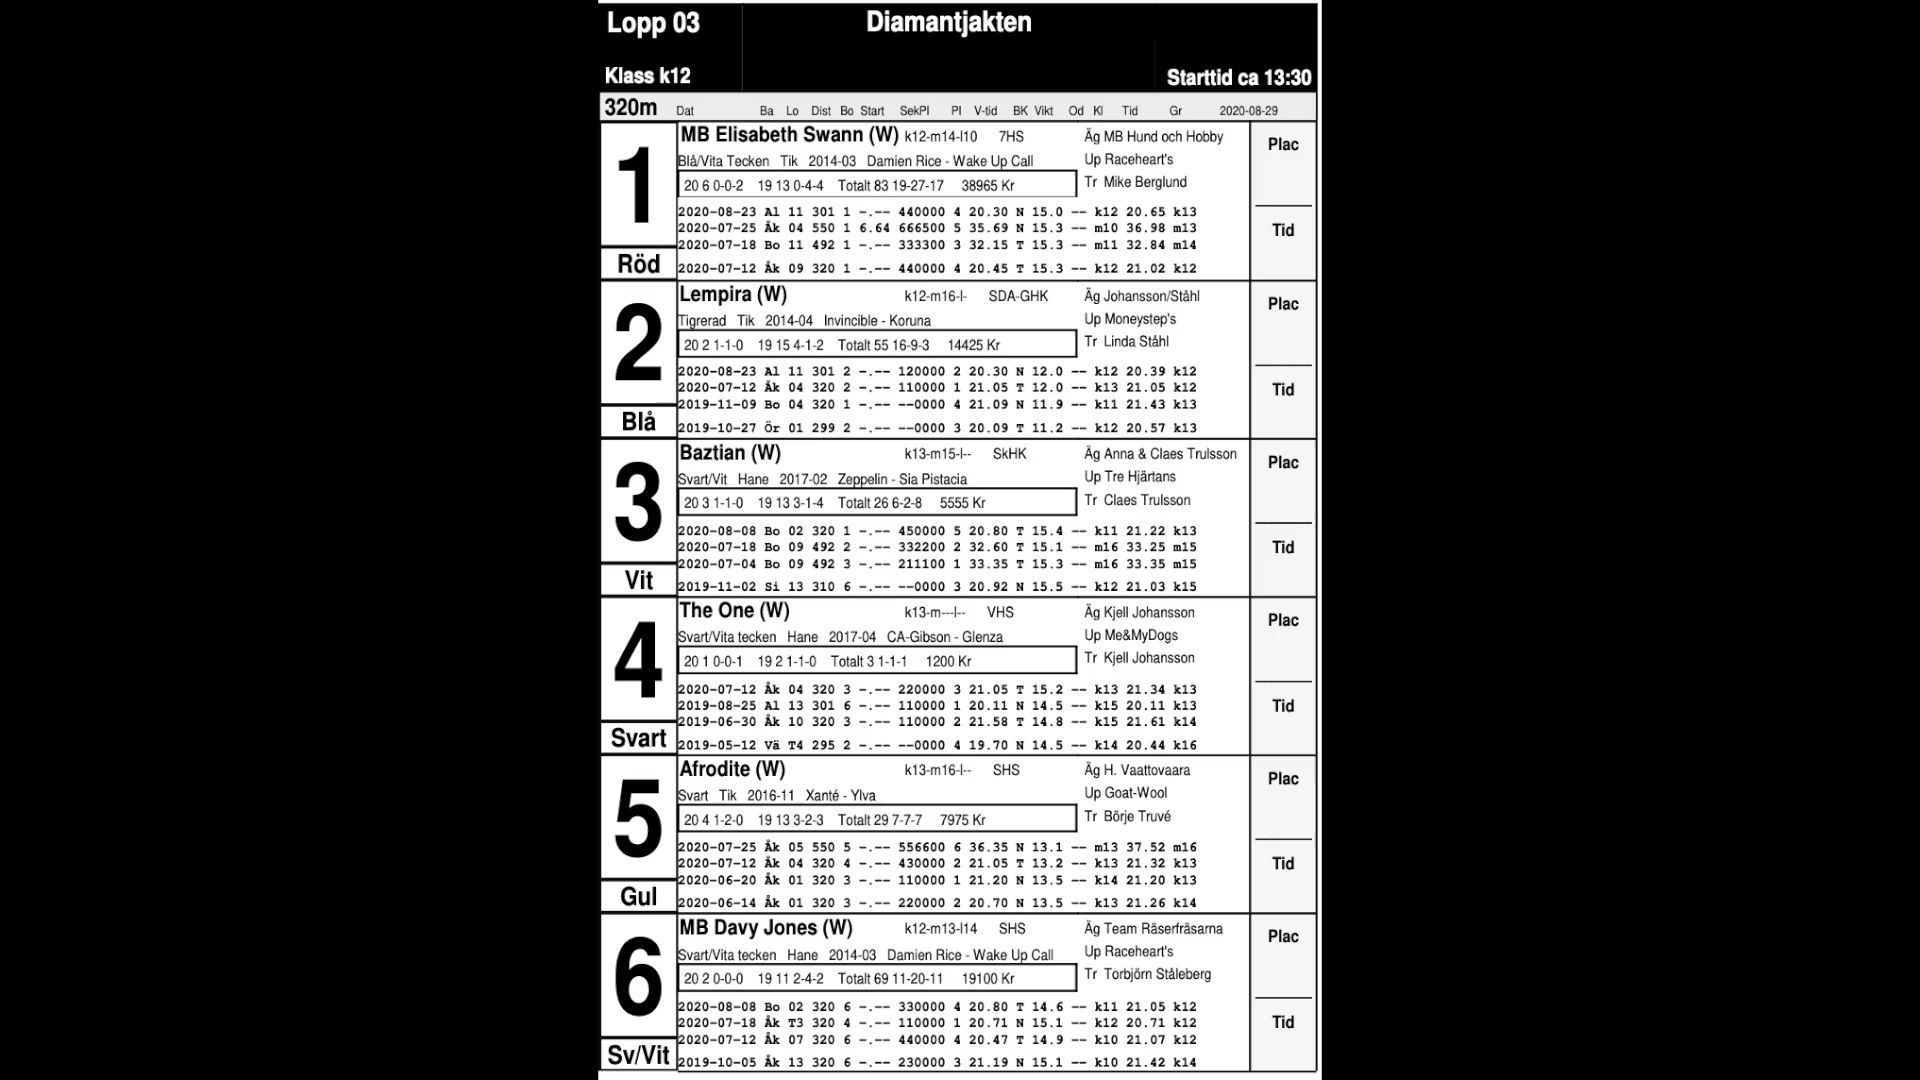 Lopp 03 Diamantjakten
Klass k12 Starttid ca 13:30
320m Dat Ba Lo Dist Bo Start SekPl Pl V-tid BK Vikt Od Kl Tid Gr 2020-08-29
1
Röd
MB Elisabeth Swann (W) k12-m14-l10 7HS Äg MB Hund och Hobby
Blå/Vita Tecken Tik 2014-03 Damien Rice - Wake Up Call Up Raceheart's
20 6 0-0-2 19 13 0-4-4 Totalt 83 19-27-17 38965 Kr Tr Mike Berglund
2020-08-23 Al 11 301 1 -.-- 440000 4 20.30 N 15.0 -- k12 20.65 k13
2020-07-25 Åk 04 550 1 6.64 666500 5 35.69 N 15.3 -- m10 36.98 m13
2020-07-18 Bo 11 492 1 -.-- 333300 3 32.15 T 15.3 -- m11 32.84 m14
2020-07-12 Åk 09 320 1 -.-- 440000 4 20.45 T 15.3 -- k12 21.02 k12
Plac
Tid
2
Blå
Lempira (W) k12-m16-l- SDA-GHK Äg Johansson/Ståhl
Tigrerad Tik 2014-04 Invincible - Koruna Up Moneystep's
20 2 1-1-0 19 15 4-1-2 Totalt 55 16-9-3 14425 Kr Tr Linda Ståhl
2020-08-23 Al 11 301 2 -.-- 120000 2 20.30 N 12.0 -- k12 20.39 k12
2020-07-12 Åk 04 320 2 -.-- 110000 1 21.05 T 12.0 -- k13 21.05 k12
2019-11-09 Bo 04 320 1 -.-- --0000 4 21.09 N 11.9 -- k11 21.43 k13
2019-10-27 Ör 01 299 2 -.-- --0000 3 20.09 T 11.2 -- k12 20.57 k13
Plac
Tid
3
Vit
Baztian (W) k13-m15-l-- SkHK Äg Anna & Claes Trulsson
Svart/Vit Hane 2017-02 Zeppelin - Sia Pistacia Up Tre Hjärtans
20 3 1-1-0 19 13 3-1-4 Totalt 26 6-2-8 5555 Kr Tr Claes Trulsson
2020-08-08 Bo 02 320 1 -.-- 450000 5 20.80 T 15.4 -- k11 21.22 k13
2020-07-18 Bo 09 492 2 -.-- 332200 2 32.60 T 15.1 -- m16 33.25 m15
2020-07-04 Bo 09 492 3 -.-- 211100 1 33.35 T 15.3 -- m16 33.35 m15
2019-11-02 Si 13 310 6 -.-- --0000 3 20.92 N 15.5 -- k12 21.03 k15
Plac
Tid
4
Svart
The One (W) k13-m---l-- VHS Äg Kjell Johansson
Svart/Vita tecken Hane 2017-04 CA-Gibson - Glenza Up Me&MyDogs
20 1 0-0-1 19 2 1-1-0 Totalt 3 1-1-1 1200 Kr Tr Kjell Johansson
2020-07-12 Åk 04 320 3 -.-- 220000 3 21.05 T 15.2 -- k13 21.34 k13
2019-08-25 Al 13 301 6 -.-- 110000 1 20.11 N 14.5 -- k15 20.11 k13
2019-06-30 Åk 10 320 3 -.-- 110000 2 21.58 T 14.8 -- k15 21.61 k14
2019-05-12 Vä T4 295 2 -.-- --0000 4 19.70 N 14.5 -- k14 20.44 k16
Plac
Tid
5
Gul
Afrodite (W) k13-m16-l-- SHS Äg H. Vaattovaara
Svart Tik 2016-11 Xanté - Ylva Up Goat-Wool
20 4 1-2-0 19 13 3-2-3 Totalt 29 7-7-7 7975 Kr Tr Börje Truvé
2020-07-25 Åk 05 550 5 -.-- 556600 6 36.35 N 13.1 -- m13 37.52 m16
2020-07-12 Åk 04 320 4 -.-- 430000 2 21.05 T 13.2 -- k13 21.32 k13
2020-06-20 Åk 01 320 3 -.-- 110000 1 21.20 N 13.5 -- k14 21.20 k13
2020-06-14 Åk 01 320 3 -.-- 220000 2 20.70 N 13.5 -- k13 21.26 k14
Plac
Tid
6
Sv/Vit
MB Davy Jones (W) k12-m13-l14 SHS Äg Team Räserfräsarna
Svart/Vita tecken Hane 2014-03 Damien Rice - Wake Up Call Up Raceheart's
20 2 0-0-0 19 11 2-4-2 Totalt 69 11-20-11 19100 Kr Tr Torbjörn Ståleberg
2020-08-08 Bo 02 320 6 -.-- 330000 4 20.80 T 14.6 -- k11 21.05 k12
2020-07-18 Åk T3 320 4 -.-- 110000 1 20.71 N 15.1 -- k12 20.71 k12
2020-07-12 Åk 07 320 6 -.-- 440000 4 20.47 T 14.9 -- k10 21.07 k12
2019-10-05 Åk 13 320 6 -.-- 230000 3 21.19 N 15.1 -- k10 21.42 k14
Plac
Tid